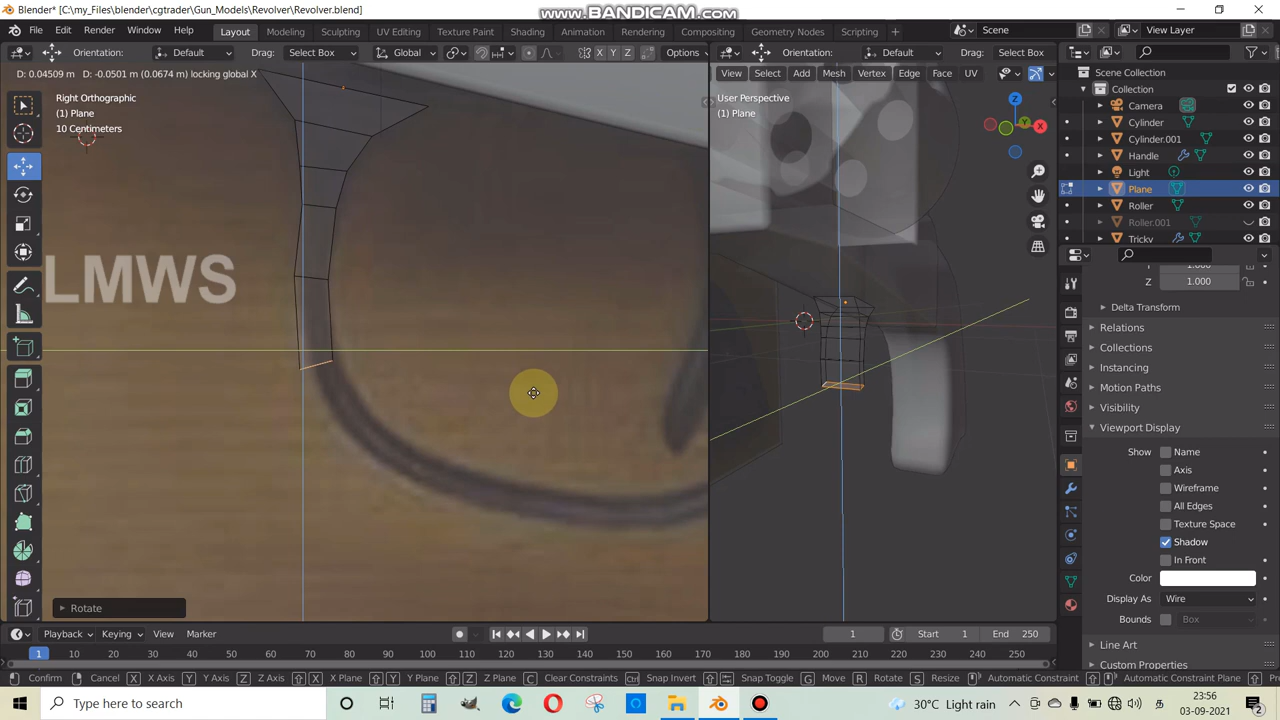 Blender* [C:\my_Files\blender\cgtrader\Gun_Models\Revolver\Revolver.blend]
www.BANDICAM.com
File Edit Render Window Help Layout Modeling Sculpting UV Editing Texture Paint Shading Animation Rendering Compositing Geometry Nodes Scripting + Scene View Layer
Orientation: Default Drag: Select Box Global X Y Z Options Orientation: Default Drag: Select Box
D: 0.04509 m D: -0.0501 m (0.0674 m) locking global X
View Select Add Mesh Vertex Edge Face UV
Right Orthographic
(1) Plane
10 Centimeters
User Perspective
(1) Plane
Z
X
Y
LMWS
Rotate
Scene Collection
Collection
Camera
Cylinder
Cylinder.001
Handle
Light
Plane
Roller
Roller.001
1.000
Z 1.000
Delta Transform
Relations
Collections
Instancing
Motion Paths
Visibility
Viewport Display
Show Name
Axis
Wireframe
All Edges
Texture Space
Shadow
In Front
Color
Display As Wire
Bounds Box
Line Art
Custom Properties
Playback Keying View Marker 1 Start 1 End 250
1 10 20 30 40 50 60 70 80 90 100 110 120 130 140 150 160 170 180 190 200 210 220 230 240 250
Confirm Cancel X X Axis Y Y Axis Z Z Axis X X Plane Y Y Plane Z Z Plane C Clear Constraints Ctrl Snap Invert Snap Toggle G Move R Rotate S Resize Automatic Constraint Automatic Constraint Plane
Type here to search
30°C Light rain
23:56
03-09-2021
2